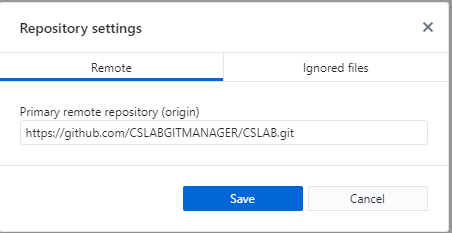 Repository settings
Remote
Ignored files
Primary remote repository (origin)
https://github.com/CSLABGITMANAGER/CSLAB.git
Save
Cancel